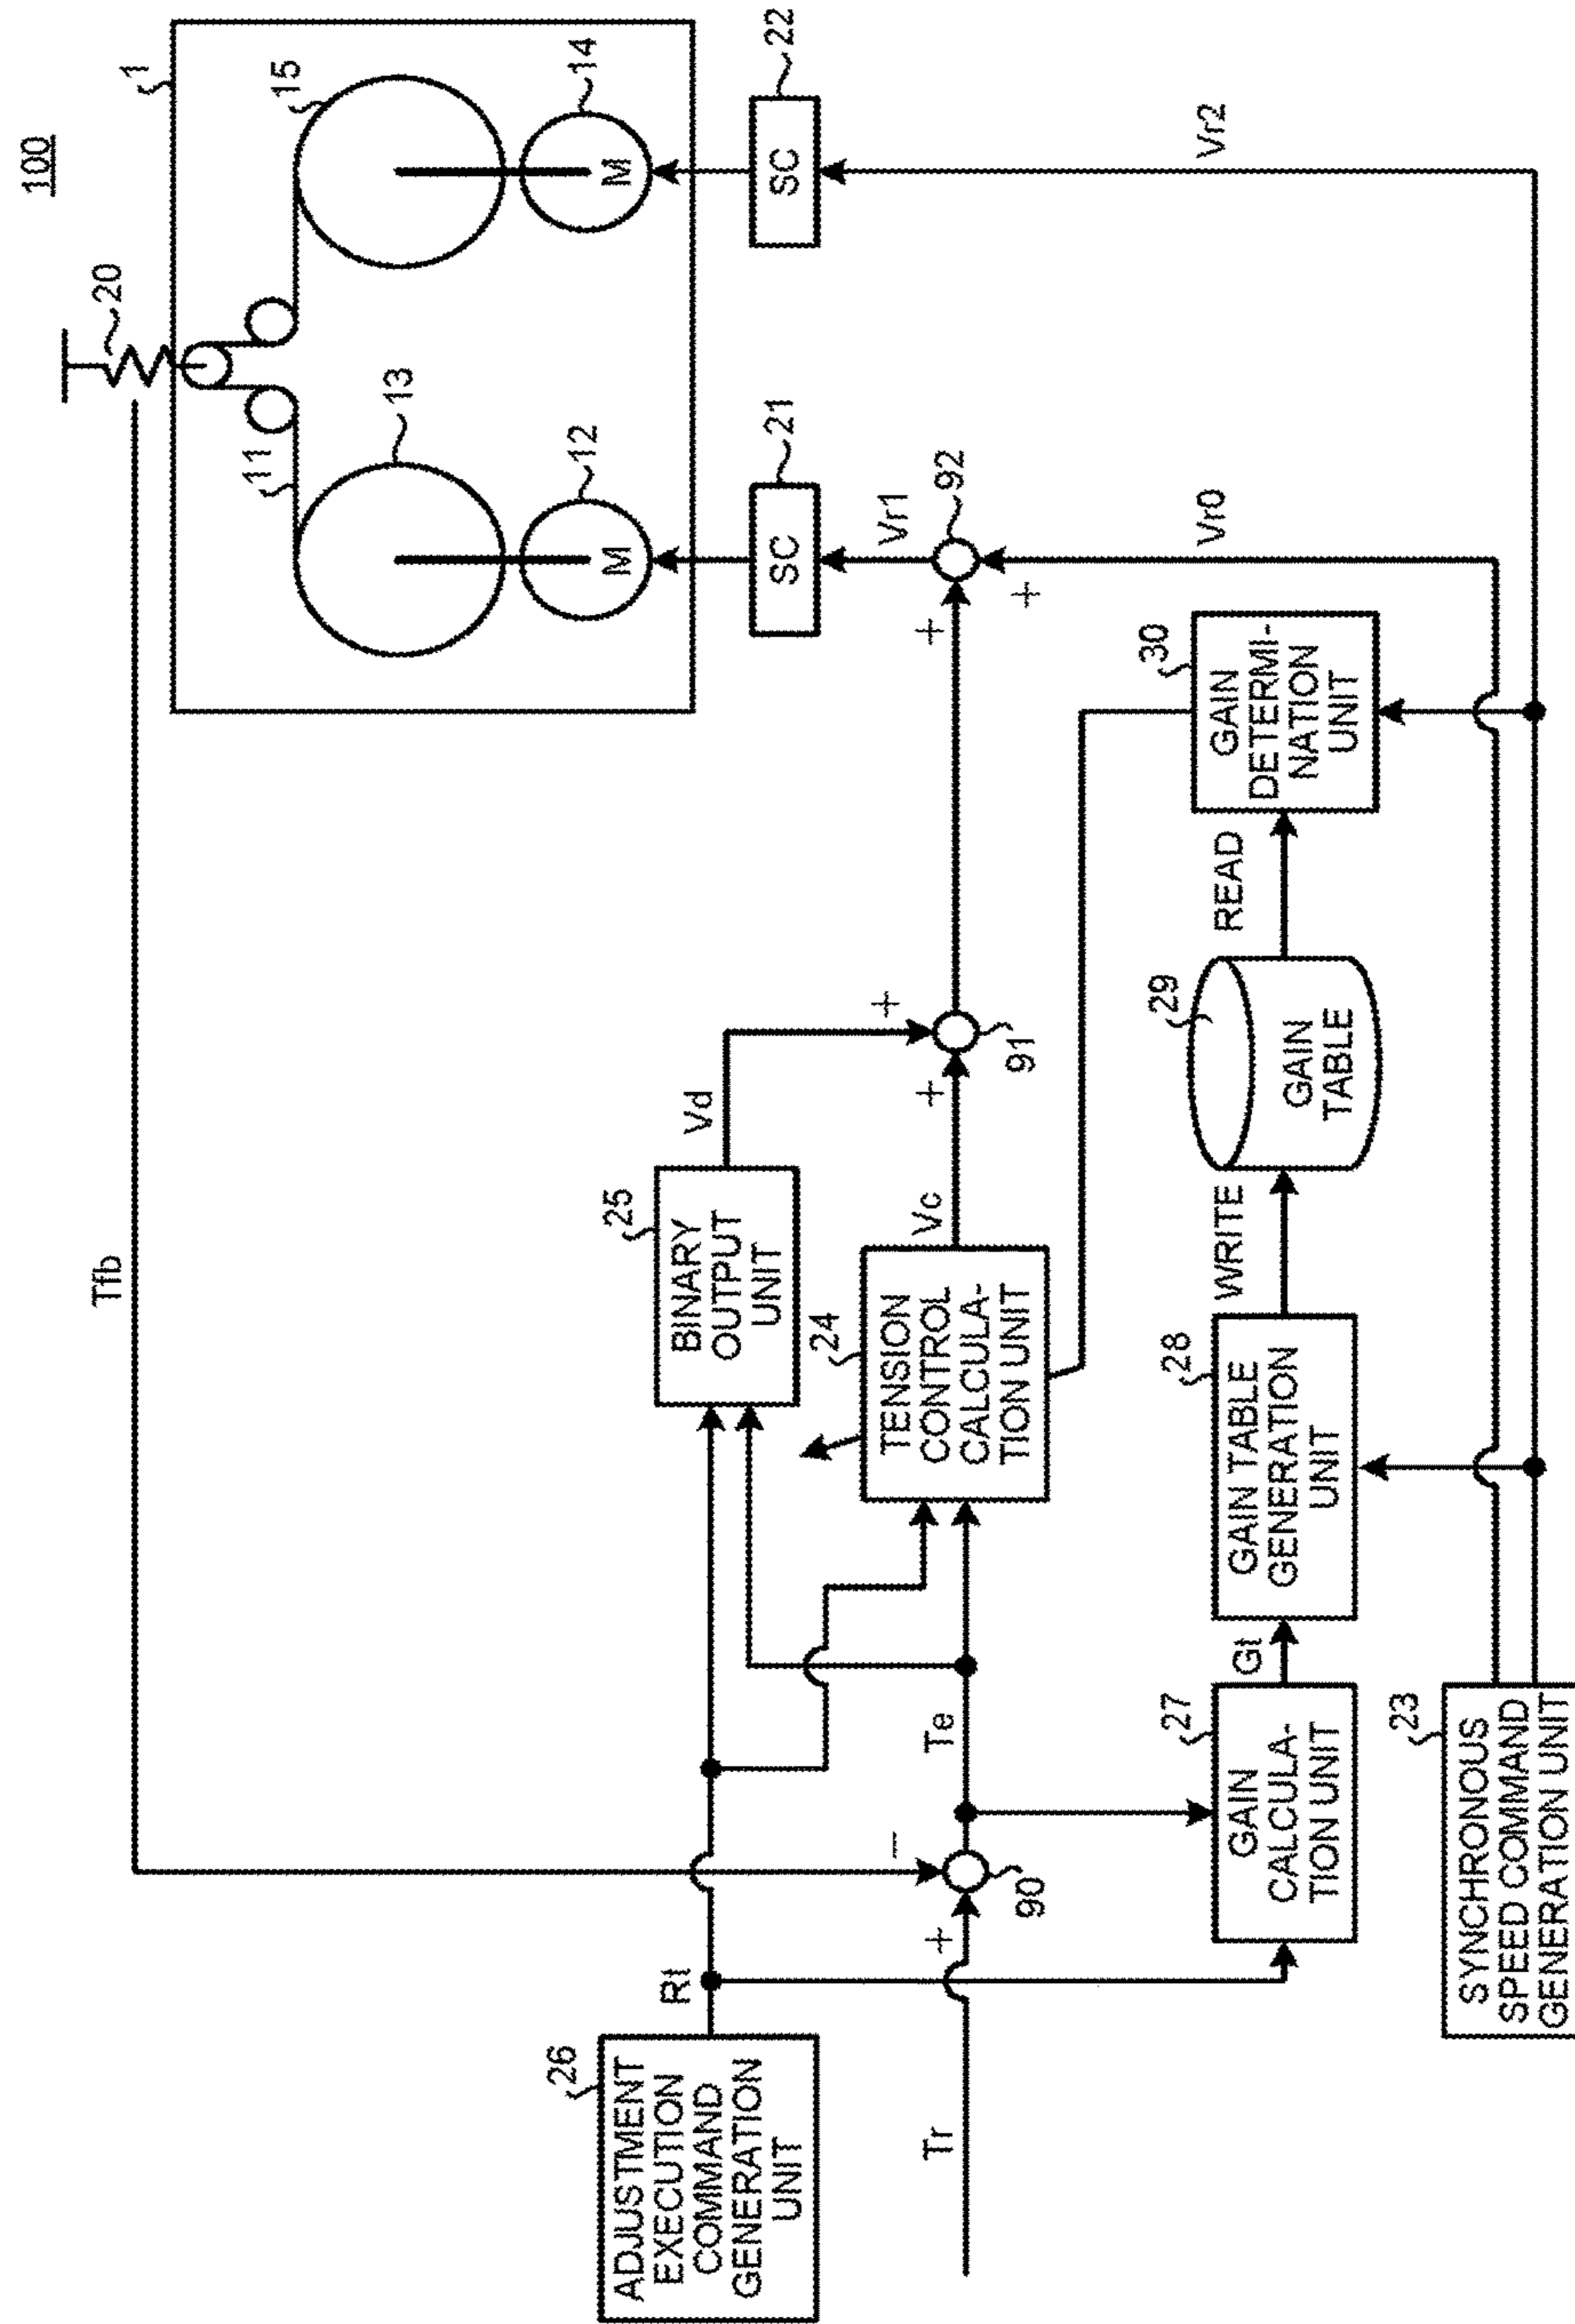 100
1
20
11
13
15
12
M
14
M
21
SC
22
SC
Tfb
Vr1
92
+
+
Vr0
Vr2
26
ADJUSTMENT
EXECUTION
COMMAND
GENERATION
UNIT
Rt
25
BINARY
OUTPUT
UNIT
Vd
+
+
91
24
TENSION
CONTROL
CALCULA-
TION UNIT
Vc
Tr
+
−
90
Te
27
GAIN
CALCULA-
TION UNIT
Gt
28
GAIN TABLE
GENERATION
UNIT
WRITE
29
GAIN
TABLE
READ
30
GAIN
DETERMI-
NATION
UNIT
23
SYNCHRONOUS
SPEED COMMAND
GENERATION UNIT